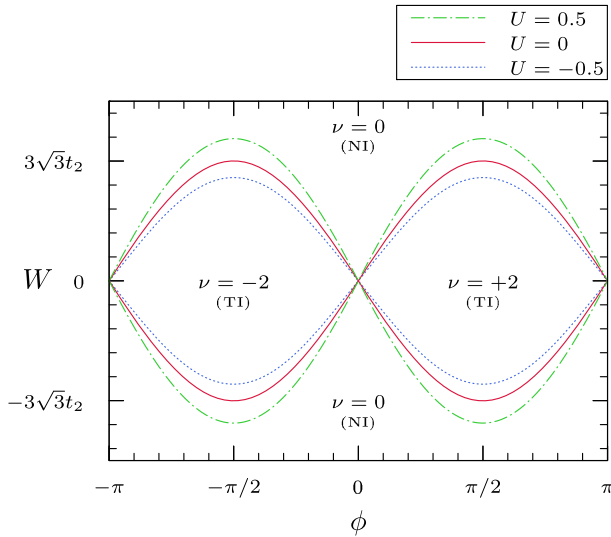 U = 0.5
U = 0
U = −0.5
ν = 0
(NI)
3√3t₂
W 0
ν = −2
(TI)
ν = +2
(TI)
−3√3t₂
ν = 0
(NI)
−π −π/2 0 π/2 π
ϕ